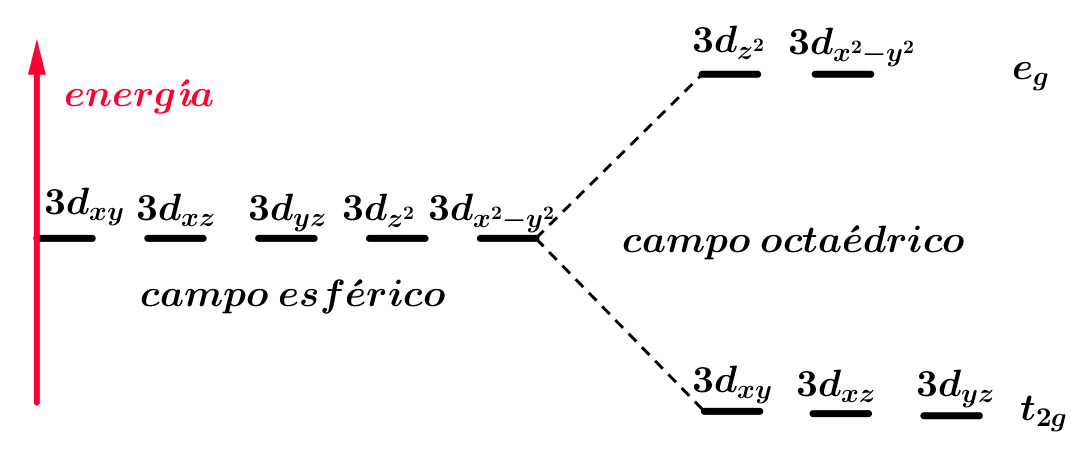 3d_{z^2} 3d_{x^2-y^2}
e_g
energía
3d_{xy} 3d_{xz} 3d_{yz} 3d_{z^2} 3d_{x^2-y^2}
campo octaédrico
campo esférico
3d_{xy} 3d_{xz} 3d_{yz}
t_{2g}